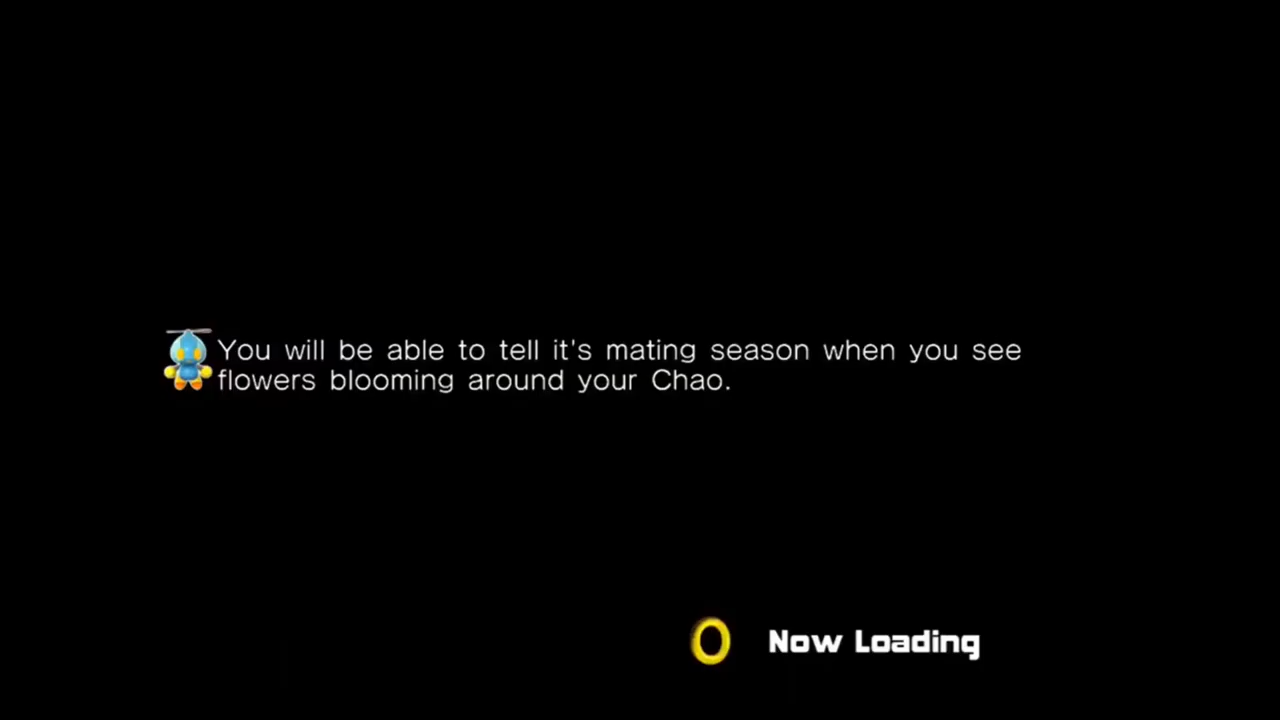 You will be able to tell it's mating season when you see
flowers blooming around your Chao.
Now Loading